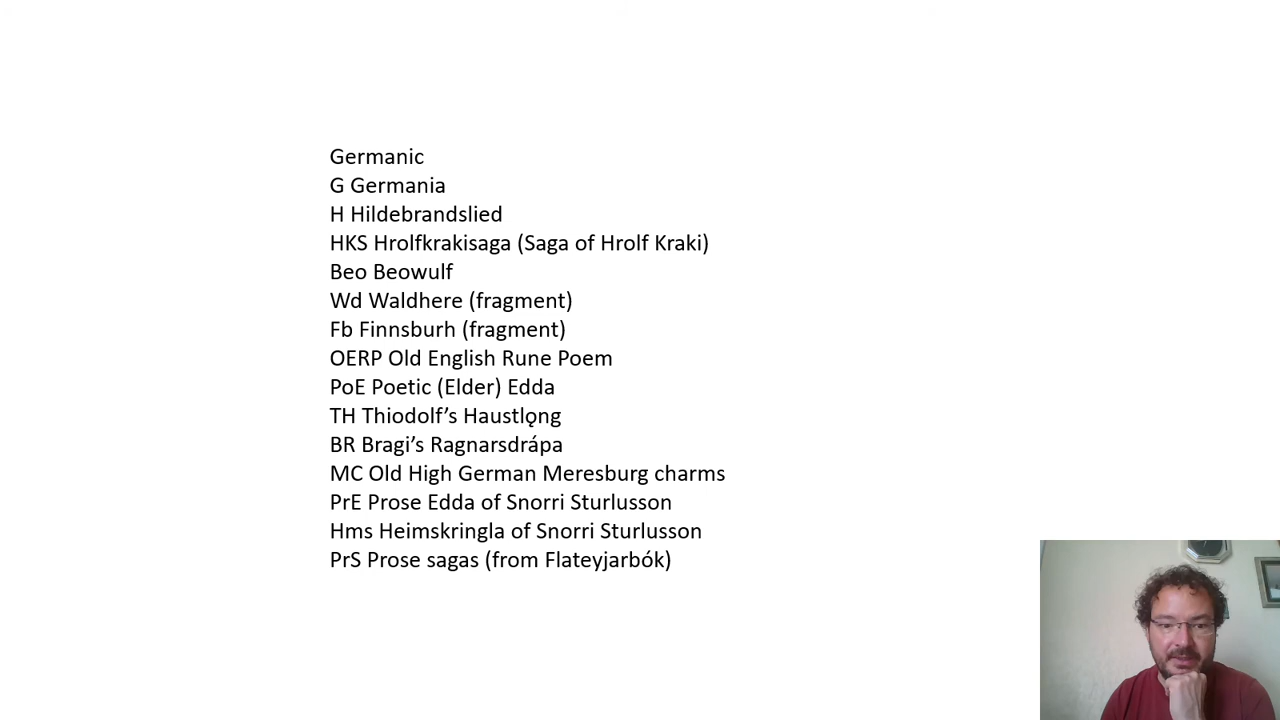 Germanic
G Germania
H Hildebrandslied
HKS Hrolfkrakisaga (Saga of Hrolf Kraki)
Beo Beowulf
Wd Waldhere (fragment)
Fb Finnsburh (fragment)
OERP Old English Rune Poem
PoE Poetic (Elder) Edda
TH Thiodolf’s Haustlǫng
BR Bragi’s Ragnarsdrápa
MC Old High German Meresburg charms
PrE Prose Edda of Snorri Sturlusson
Hms Heimskringla of Snorri Sturlusson
PrS Prose sagas (from Flateyjarbók)